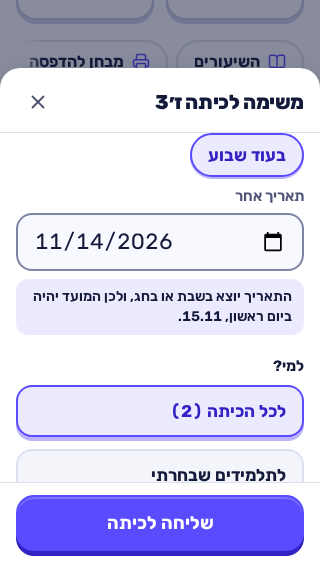 השיעורים
מבחן להדפסה
משימה לכיתה ז׳3
בעוד שבוע
תאריך אחר
11/14/2026
התאריך יוצא בשבת או בחג, ולכן המועד יהיה
ביום ראשון, 15.11.
למי?
לכל הכיתה (2)
לתלמידים שבחרתי
שליחה לכיתה